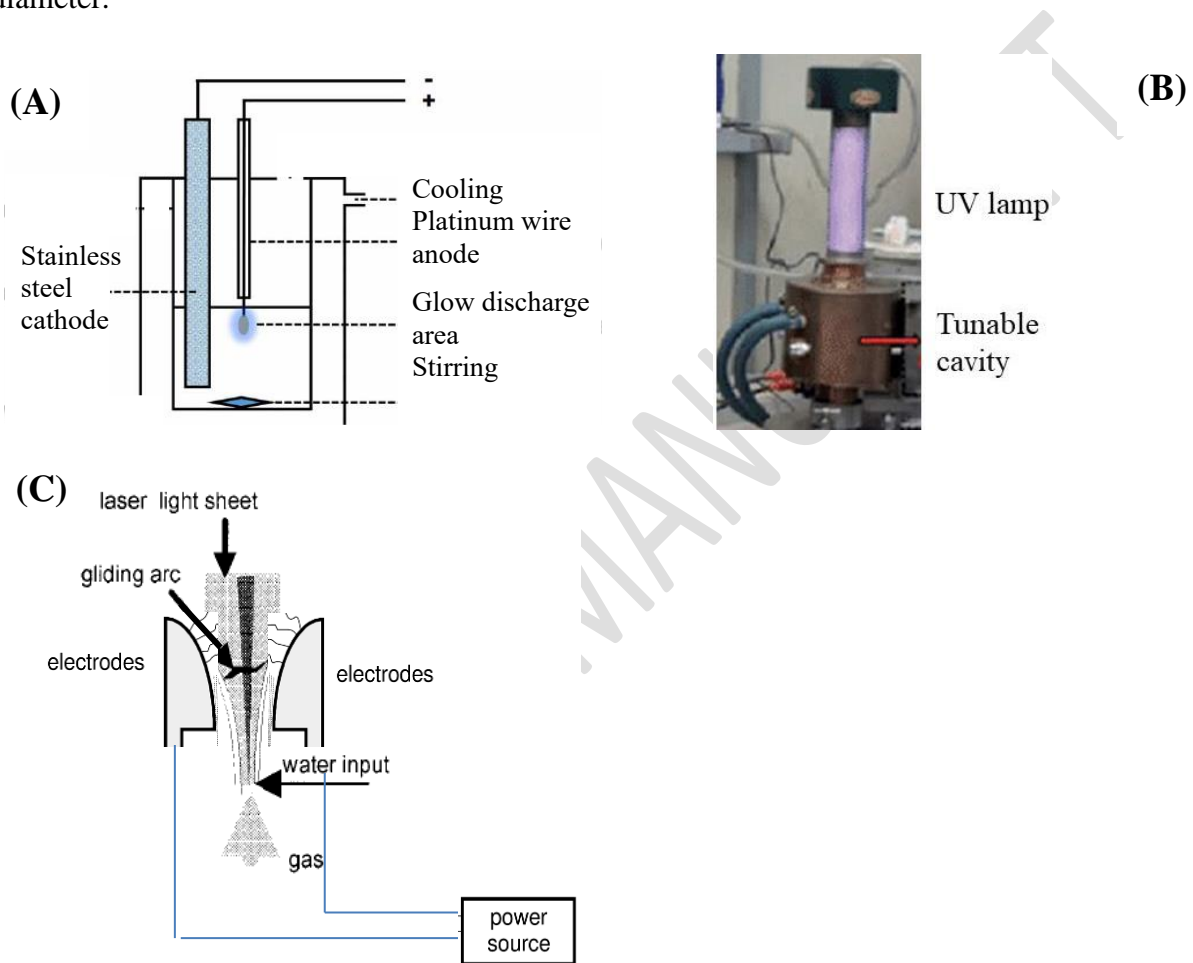 diameter.
(A)
-
+
Cooling
Platinum wire
anode
Stainless
steel
cathode
Glow discharge
area
Stirring
(B)
UV lamp
Tunable
cavity
(C)
laser light sheet
gliding arc
electrodes
electrodes
water input
gas
power
source